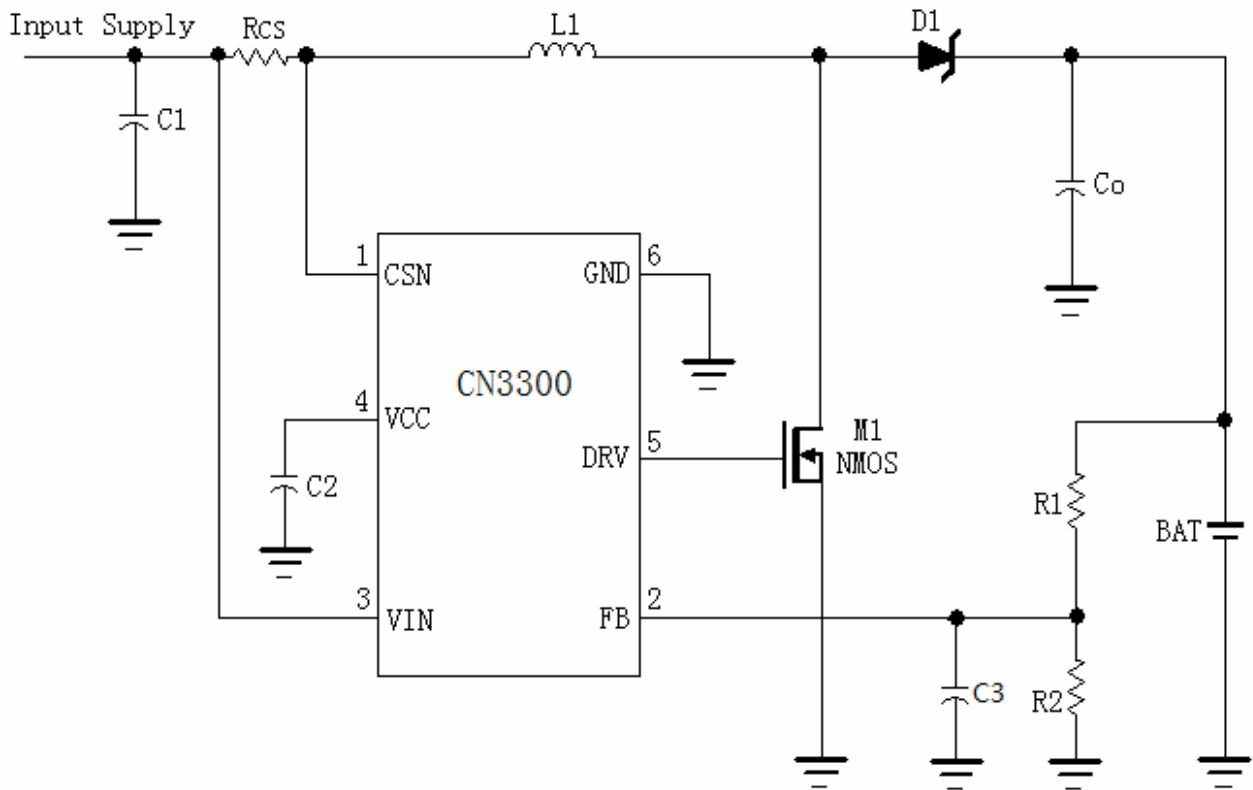 Input Supply
Rcs
L1
D1
C1
Co
1
CSN
GND
6
CN3300
4
VCC
C2
DRV
5
M1
NMOS
R1
BAT
3
VIN
FB
2
C3
R2